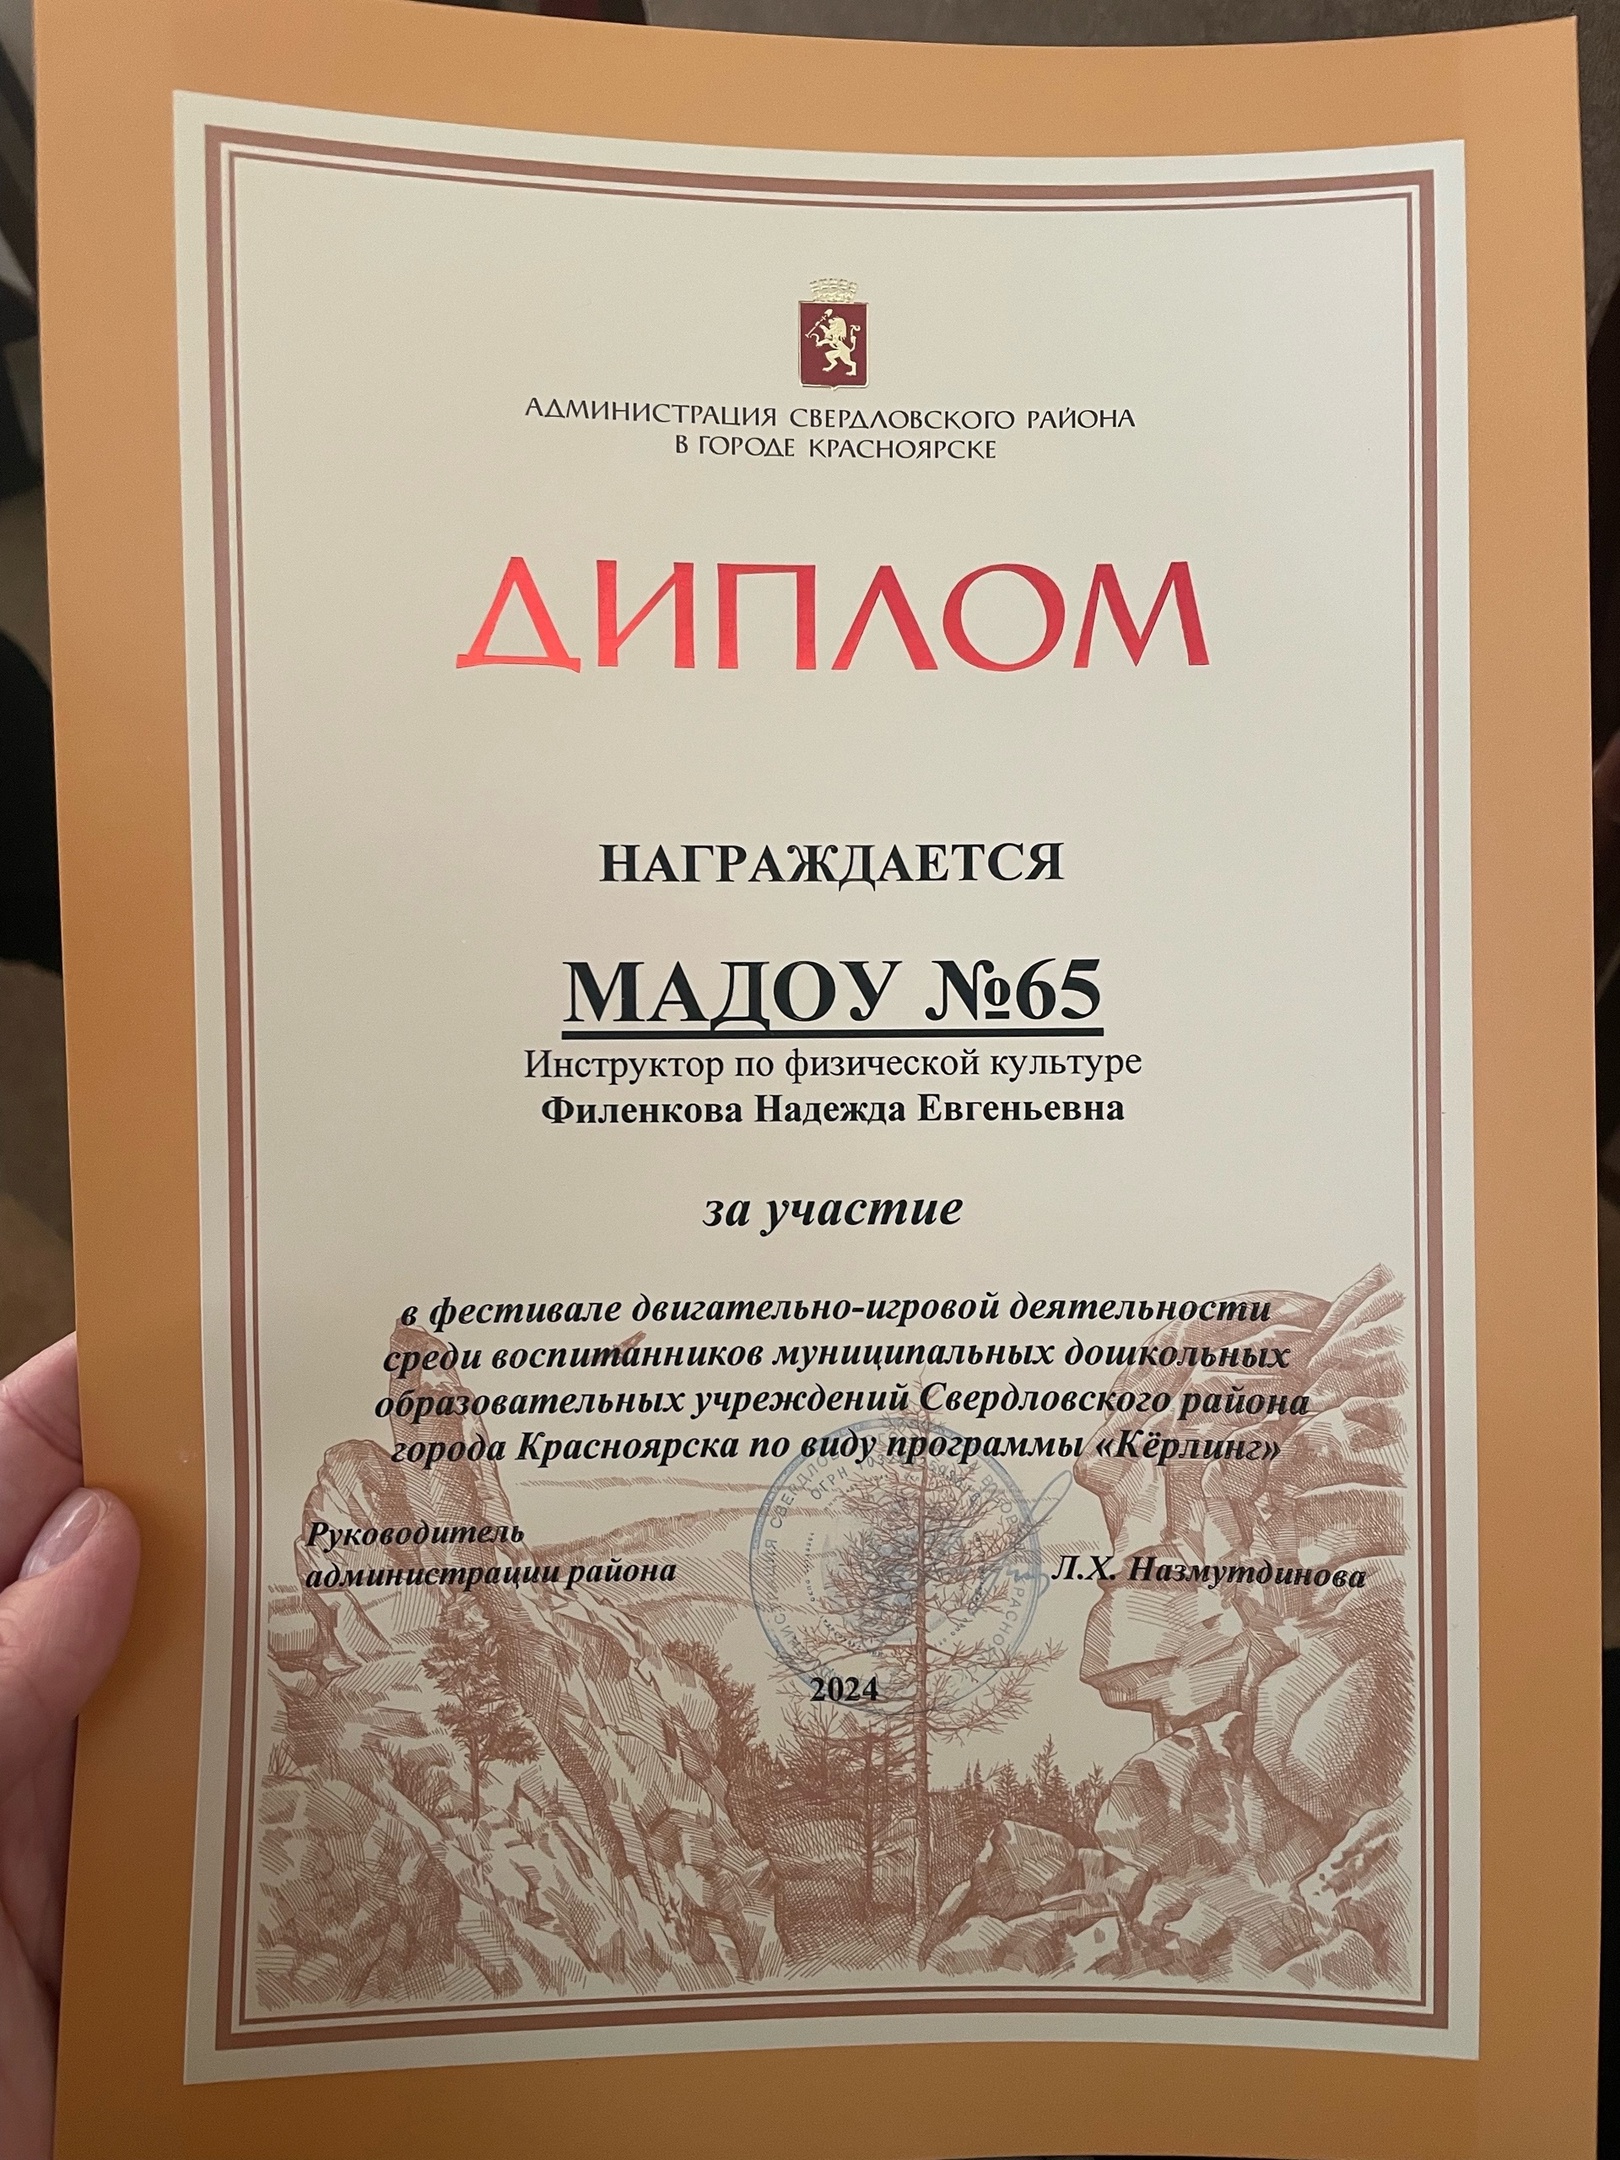 АДМИНИСТРАЦИЯ СВЕРДЛОВСКОГО РАЙОНА
В ГОРОДЕ КРАСНОЯРСКЕ
ДИПЛОМ
НАГРАЖДАЕТСЯ
МАДОУ №65
Инструктор по физической культуре
Филенкова Надежда Евгеньевна
за участие
в фестивале двигательно-игровой деятельности
среди воспитанников муниципальных дошкольных
образовательных учреждений Свердловского района
города Красноярска по виду программы «Кёрлинг»
Руководитель
администрации района
Л.Х. Назмутдинова
2024